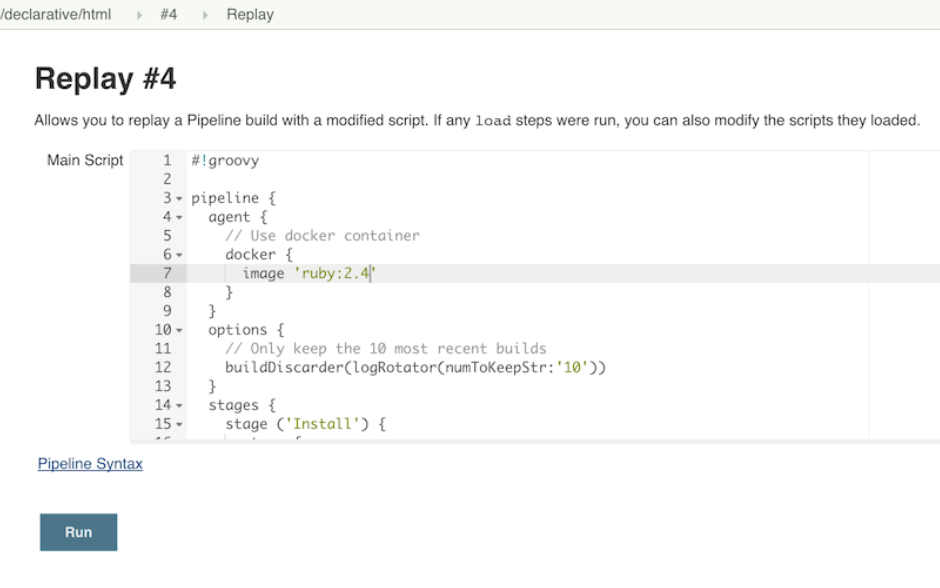 /declarative/html #4 Replay
Replay #4
Allows you to replay a Pipeline build with a modified script. If any load steps were run, you can also modify the scripts they loaded.
Main Script
1 #!groovy
2
3 pipeline {
4 agent {
5 // Use docker container
6 docker {
7 image 'ruby:2.4'
8 }
9 }
10 options {
11 // Only keep the 10 most recent builds
12 buildDiscarder(logRotator(numToKeepStr:'10'))
13 }
14 stages {
15 stage ('Install') {
Pipeline Syntax
Run